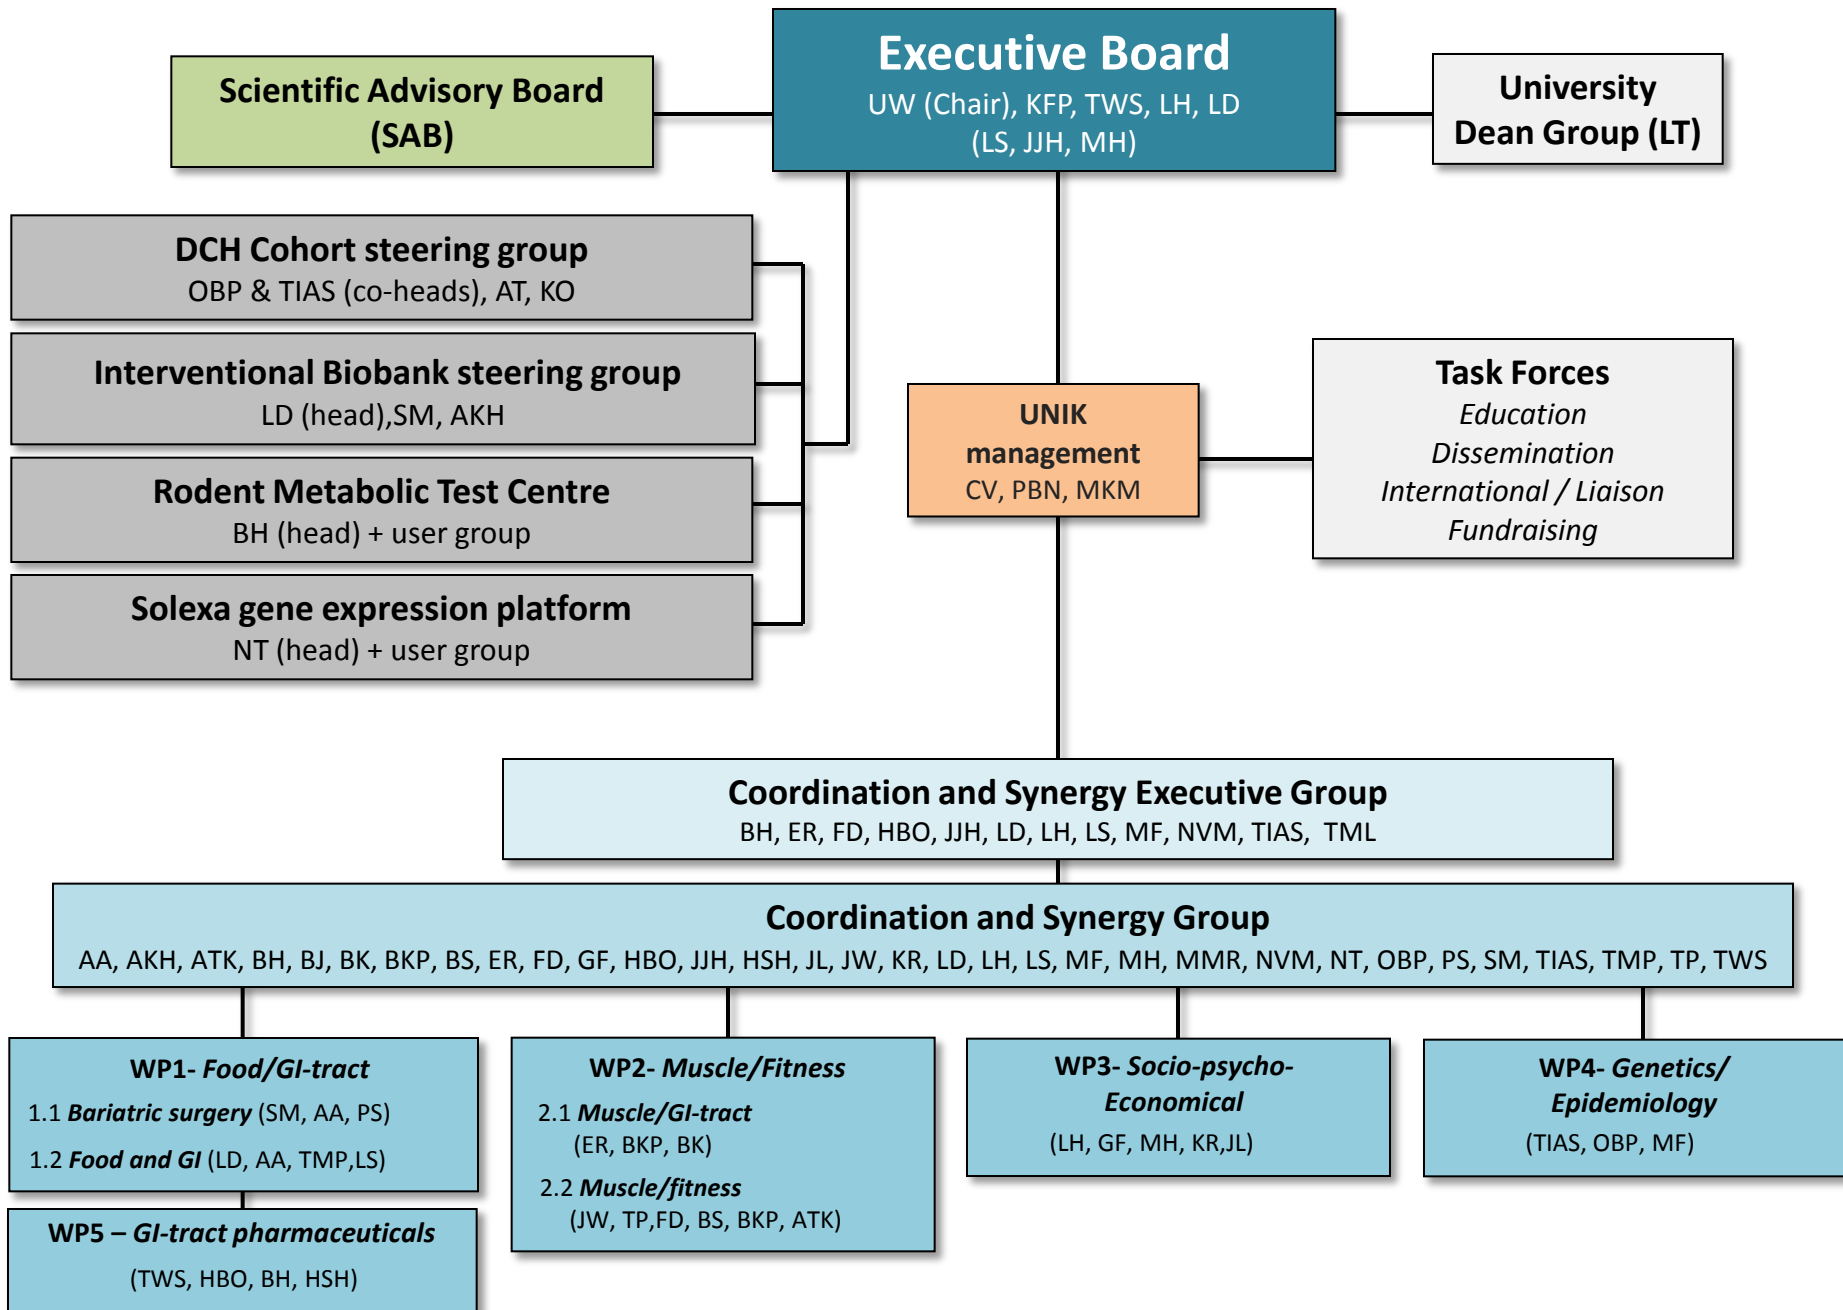 Executive Board
UW (Chair), KFP, TWS, LH, LD
(LS, JJH, MH)
Scientific Advisory Board
(SAB)
University
Dean Group (LT)
DCH Cohort steering group
OBP & TIAS (co-heads), AT, KO
Interventional Biobank steering group
LD (head),SM, AKH
Rodent Metabolic Test Centre
BH (head) + user group
Solexa gene expression platform
NT (head) + user group
UNIK
management
CV, PBN, MKM
Task Forces
Education
Dissemination
International / Liaison
Fundraising
Coordination and Synergy Executive Group
BH, ER, FD, HBO, JJH, LD, LH, LS, MF, NVM, TIAS, TML
Coordination and Synergy Group
AA, AKH, ATK, BH, BJ, BK, BKP, BS, ER, FD, GF, HBO, JJH, HSH, JL, JW, KR, LD, LH, LS, MF, MH, MMR, NVM, NT, OBP, PS, SM, TIAS, TMP, TP, TWS
WP1- Food/GI-tract
1.1 Bariatric surgery (SM, AA, PS)
1.2 Food and GI (LD, AA, TMP,LS)
WP5 – GI-tract pharmaceuticals
(TWS, HBO, BH, HSH)
WP2- Muscle/Fitness
2.1 Muscle/GI-tract
(ER, BKP, BK)
2.2 Muscle/fitness
(JW, TP,FD, BS, BKP, ATK)
WP3- Socio-psycho-
Economical
(LH, GF, MH, KR,JL)
WP4- Genetics/
Epidemiology
(TIAS, OBP, MF)